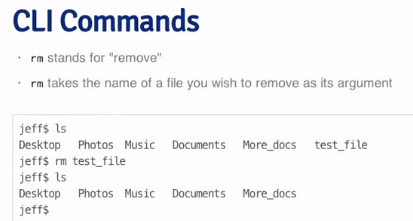 CLI Commands
· rm stands for "remove"
· rm takes the name of a file you wish to remove as its argument
jeff$ ls
Desktop Photos Music Documents More_docs test_file
jeff$ rm test_file
jeff$ ls
Desktop Photos Music Documents More_docs
jeff$